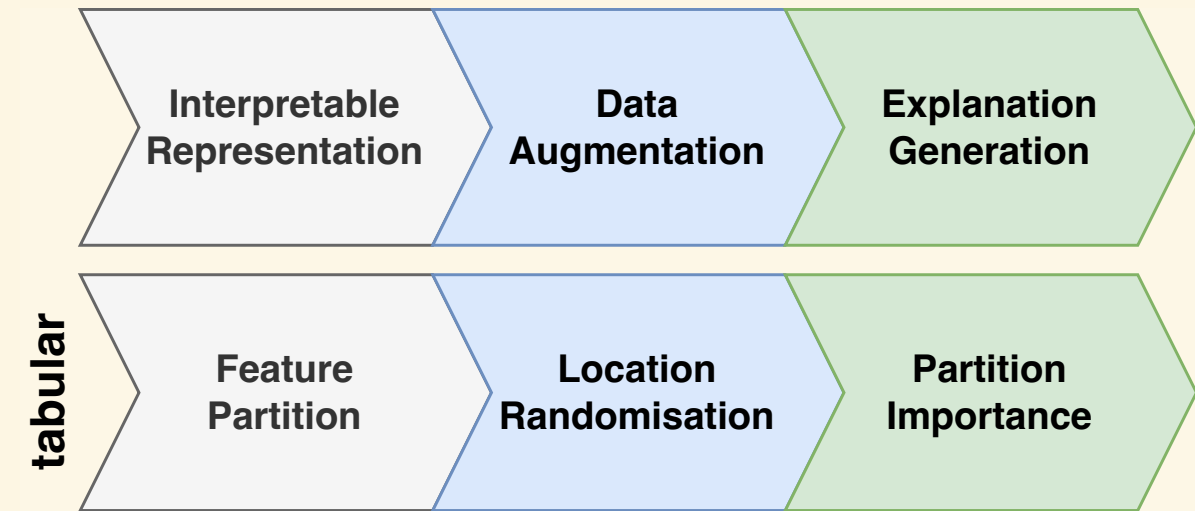 Interpretable
Representation
Data
Augmentation
Explanation
Generation
tabular
Feature
Partition
Location
Randomisation
Partition
Importance